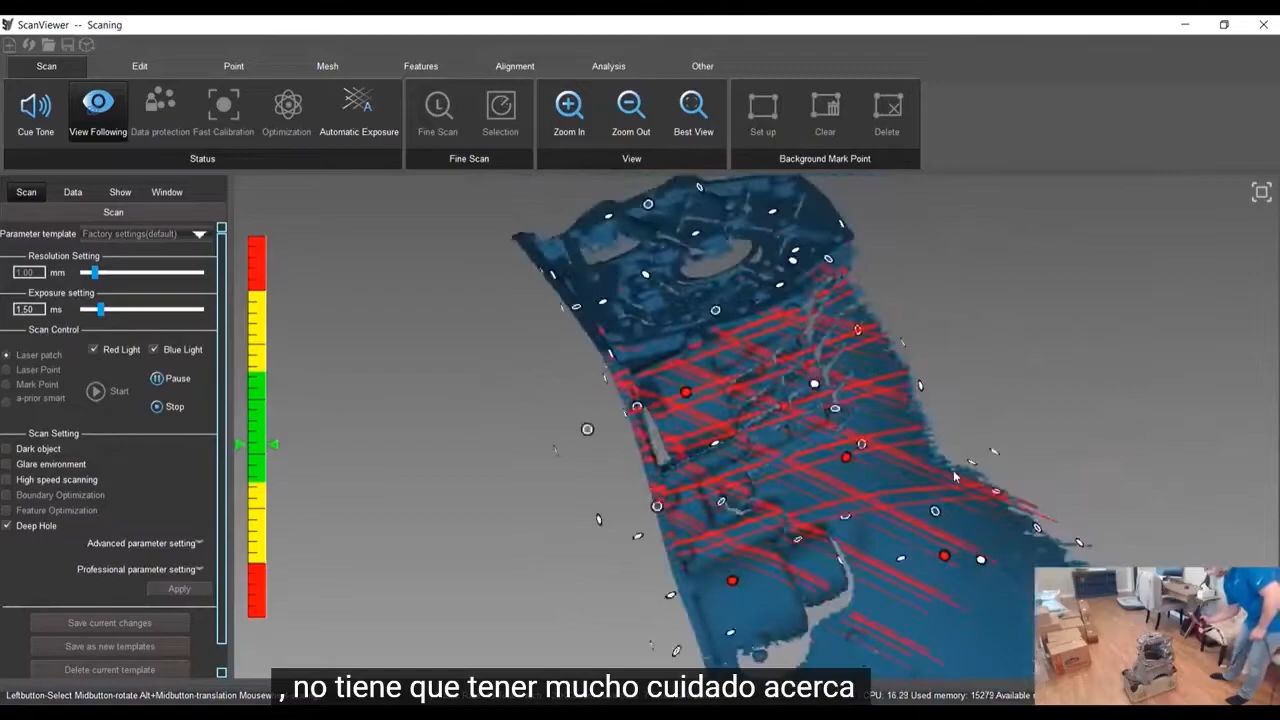 ScanViewer -- Scaning
Scan Edit Point Mesh Features Alignment Analysis Other
Cue Tone View Following Data protection Fast Calibration Optimization Automatic Exposure Fine Scan Selection Zoom In Zoom Out Best View Set up Clear Delete
Status Fine Scan View Background Mark Point
Scan Data Show Window
Scan
Parameter template Factory settings(default)
Resolution Setting
1.00 mm
Exposure setting
1.50 ms
Scan Control
Laser patch Red Light Blue Light
Laser Point
Mark Point
a-prior smart
Start
Pause
Stop
Scan Setting
Dark object
Glare environment
High speed scanning
Boundary Optimization
Feature Optimization
Deep Hole
Advanced parameter setting
Professional parameter setting
Apply
Save current changes
Save as new templates
Delete current template
Leftbutton-Select Midbutton-rotate Alt+Midbutton-translation
CPU: 16.23 Used memory: 15273 Available
, no tiene que tener mucho cuidado acerca